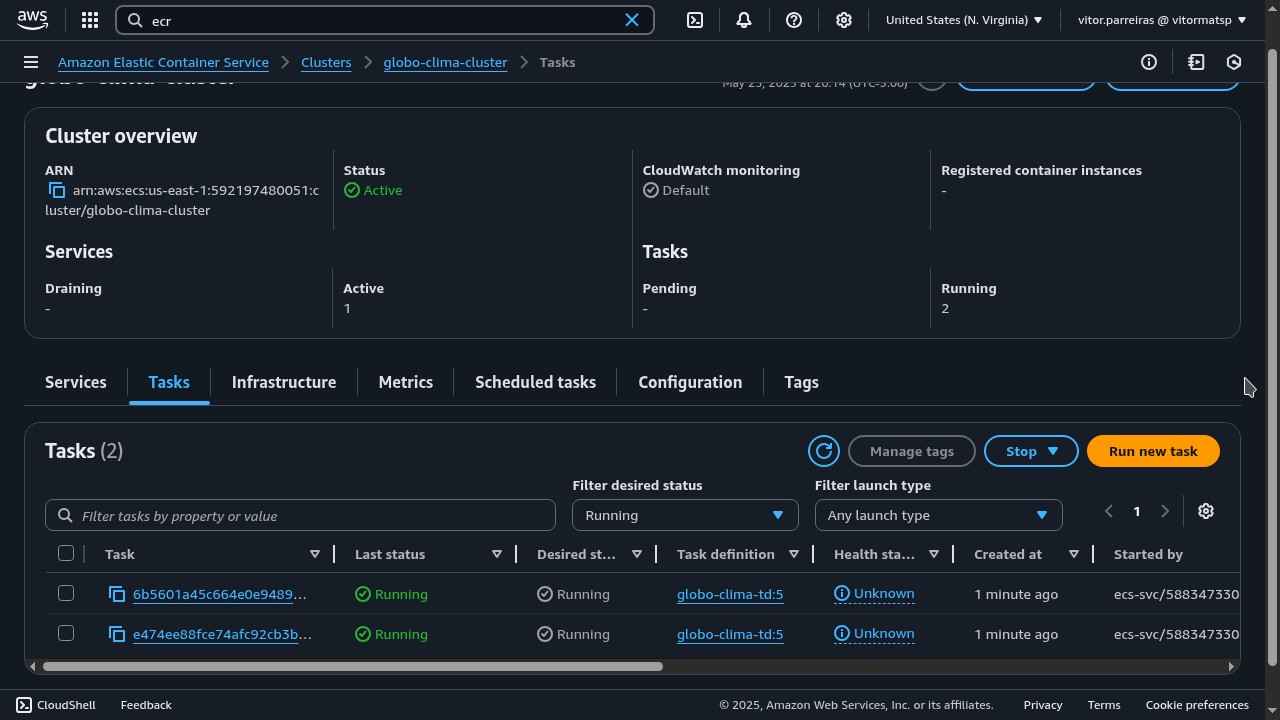 aws
ecr
United States (N. Virginia)
vitor.parreiras @ vitormatsp
Amazon Elastic Container Service
Clusters
globo-clima-cluster
Tasks
globo-clima-cluster
May 25, 2025 at 20:14 (UTC-3:00)
Cluster overview
ARN
arn:aws:ecs:us-east-1:592197480051:c
luster/globo-clima-cluster
Status
Active
CloudWatch monitoring
Default
Registered container instances
-
Services
Tasks
Draining
-
Active
1
Pending
-
Running
2
Services
Tasks
Infrastructure
Metrics
Scheduled tasks
Configuration
Tags
Tasks (2)
Manage tags
Stop
Run new task
Filter tasks by property or value
Filter desired status
Running
Filter launch type
Any launch type
1
Task
Last status
Desired st...
Task definition
Health sta...
Created at
Started by
6b5601a45c664e0e9489...
Running
Running
globo-clima-td:5
Unknown
1 minute ago
ecs-svc/588347330
e474ee88fce74afc92cb3b...
Running
Running
globo-clima-td:5
Unknown
1 minute ago
ecs-svc/588347330
CloudShell
Feedback
© 2025, Amazon Web Services, Inc. or its affiliates.
Privacy
Terms
Cookie preferences